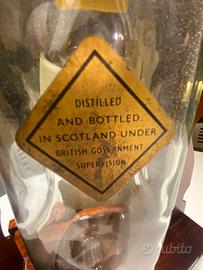 DISTILLED
AND BOTTLED
IN SCOTLAND UNDER
BRITISH GOVERNMENT
SUPERVISION
subito